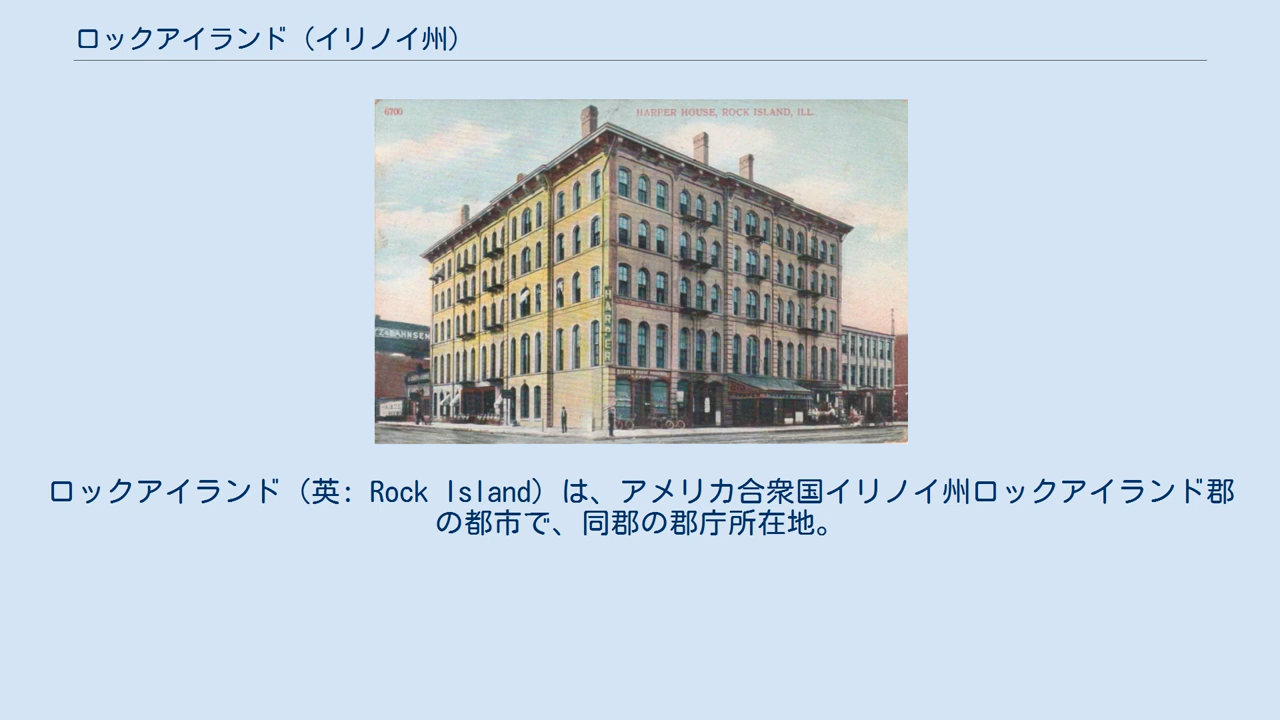 ロックアイランド（イリノイ州）
6700
HARPER HOUSE, ROCK ISLAND, ILL.
HARPER
ロックアイランド（英: Rock Island）は、アメリカ合衆国イリノイ州ロックアイランド郡
の都市で、同郡の郡庁所在地。